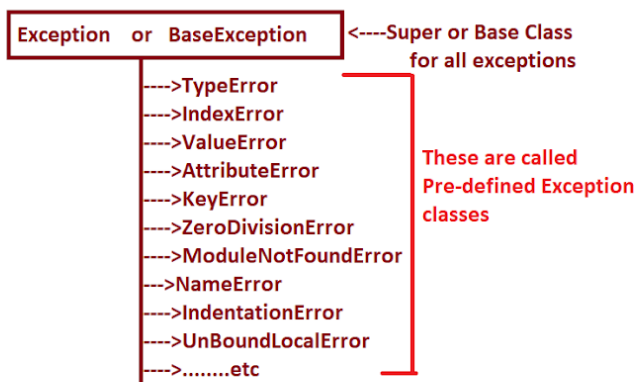 Exception or BaseException <----Super or Base Class
for all exceptions
---->TypeError
---->IndexError
---->ValueError
---->AttributeError
---->KeyError
---->ZeroDivisionError
---->ModuleNotFoundError
--->NameError
---->IndentationError
---->UnBoundLocalError
---->........etc
These are called
Pre-defined Exception
classes